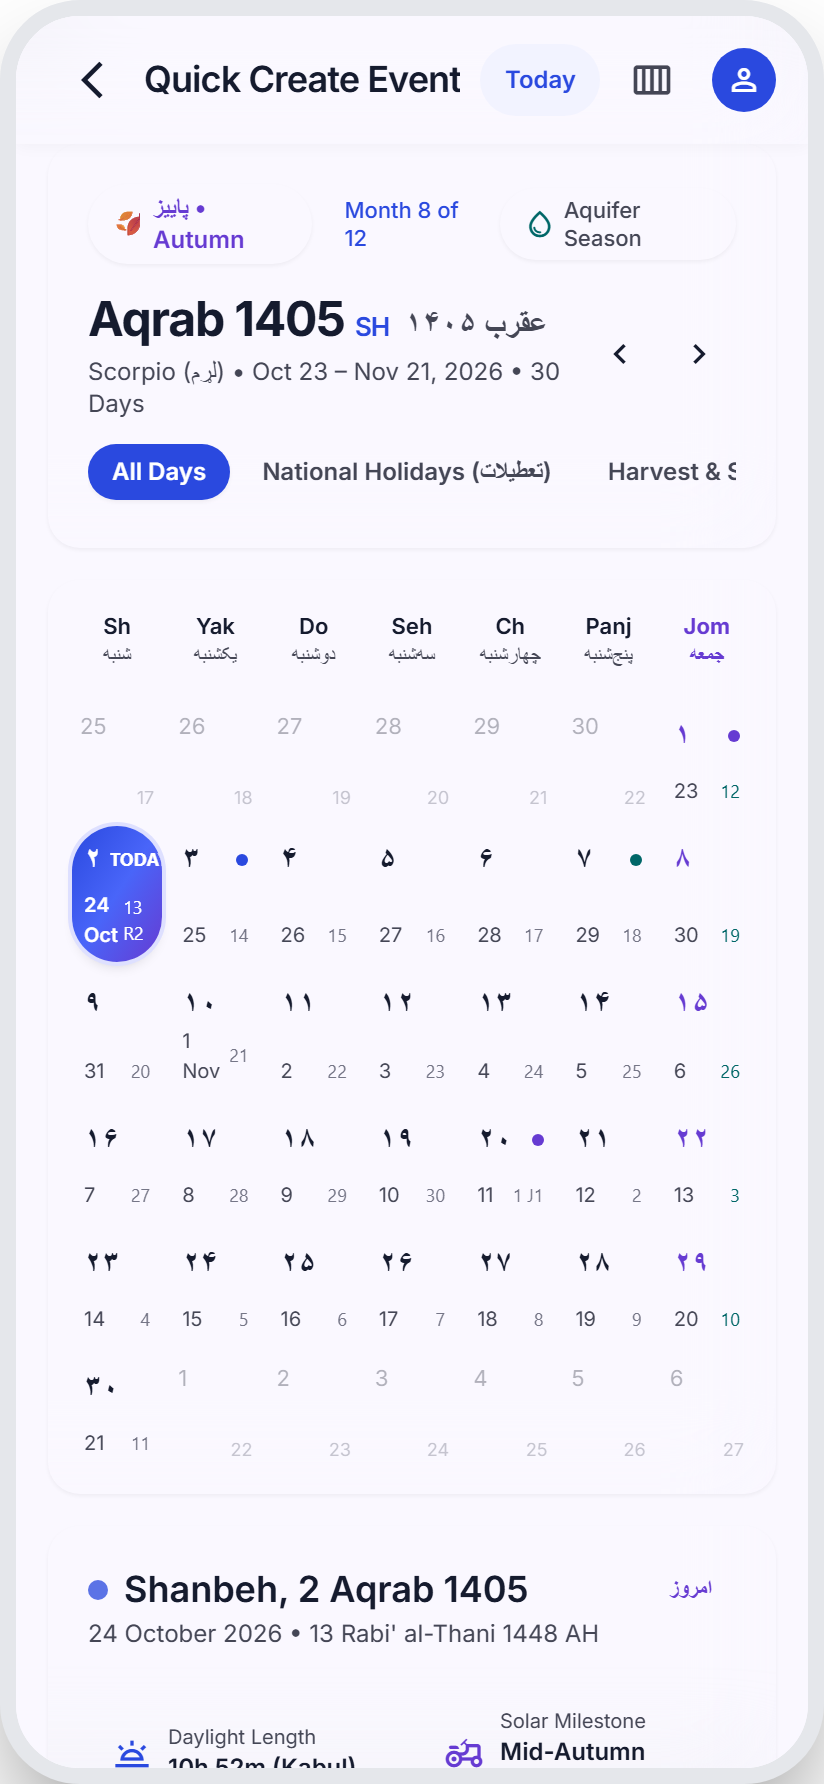 Quick Create Event
Today
پاییز •
Autumn
Month 8 of
12
Aquifer
Season
Aqrab 1405 SH عقرب ۱۴۰۵
Scorpio (لړم) • Oct 23 – Nov 21, 2026 • 30
Days
All Days National Holidays (تعطیلات) Harvest & S
Sh Yak Do Seh Ch Panj Jom
شنبه یکشنبه دوشنبه سه‌شنبه چهارشنبه پنج‌شنبه جمعه
25 26 27 28 29 30 ۱
17 18 19 20 21 22 23 12
۲ TODA ۳ ۴ ۵ ۶ ۷ ۸
24 13
Oct R2 25 14 26 15 27 16 28 17 29 18 30 19
۹ ۱۰ ۱۱ ۱۲ ۱۳ ۱۴ ۱۵
31 20 1
Nov 21 2 22 3 23 4 24 5 25 6 26
۱۶ ۱۷ ۱۸ ۱۹ ۲۰ ۲۱ ۲۲
7 27 8 28 9 29 10 30 11 1 J1 12 2 13 3
۲۳ ۲۴ ۲۵ ۲۶ ۲۷ ۲۸ ۲۹
14 4 15 5 16 6 17 7 18 8 19 9 20 10
۳۰ 1 2 3 4 5 6
21 11 22 23 24 25 26 27
Shanbeh, 2 Aqrab 1405 امروز
24 October 2026 • 13 Rabi' al-Thani 1448 AH
Daylight Length
10h 52m (Kabul)
Solar Milestone
Mid-Autumn